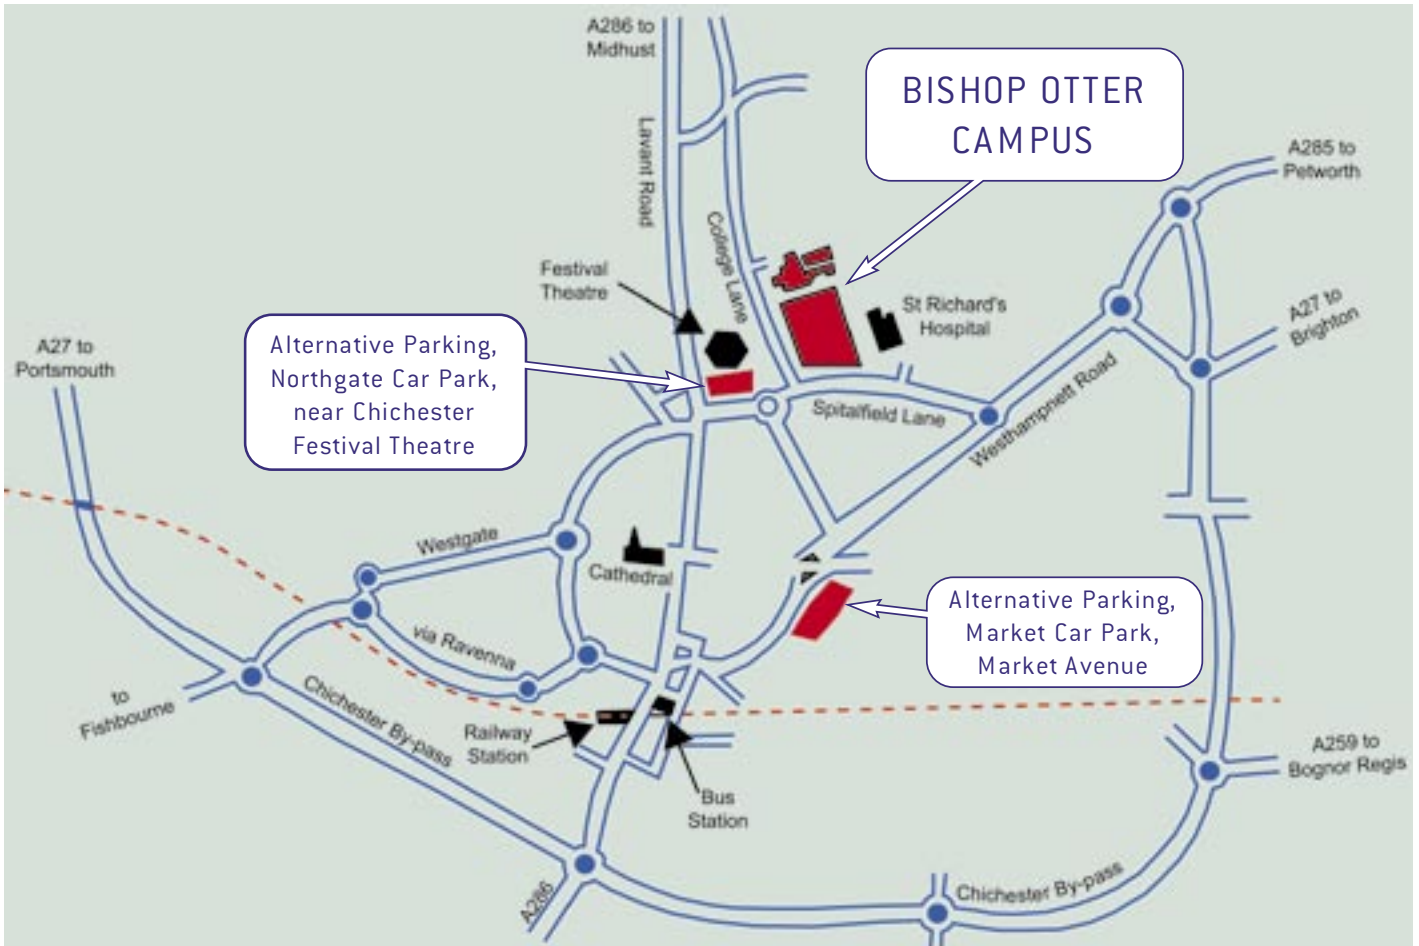 A286 to
Midhust
BISHOP OTTER
CAMPUS
A285 to
Petworth
Lavant Road
College Lane
Festival
Theatre
St Richard's
Hospital
A27 to
Brighton
A27 to
Portsmouth
Alternative Parking,
Northgate Car Park,
near Chichester
Festival Theatre
Spitalfield Lane
Westhampnett Road
Westgate
Cathedral
Alternative Parking,
Market Car Park,
Market Avenue
via Ravenna
to
Fishbourne
Chichester By-pass
Railway
Station
Bus
Station
A259 to
Bognor Regis
A286
Chichester By-pass